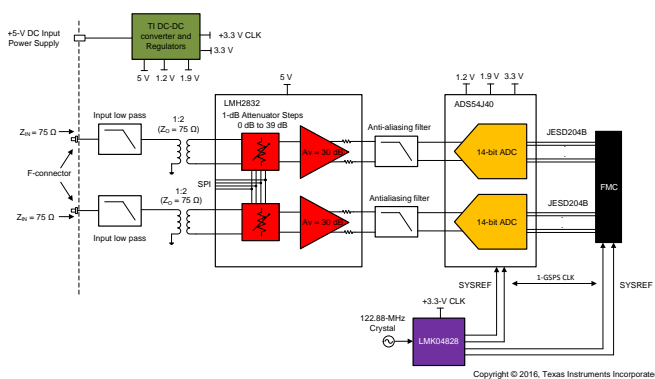 +5-V DC Input
Power Supply
TI DC-DC
converter and
Regulators
+3.3 V CLK
3.3 V
5 V
1.2 V
1.9 V
5 V
LMH2832
1-dB Attenuator Steps
0 dB to 39 dB
1.2 V
1.9 V
3.3 V
ADS54J40
ZIN = 75 Ω
Input low pass
1:2
(ZO = 75 Ω)
Av = 30 dB
Anti-aliasing filter
14-bit ADC
JESD204B
F-connector
SPI
FMC
ZIN = 75 Ω
Input low pass
1:2
(ZO = 75 Ω)
Av = 30 dB
Antialiasing filter
14-bit ADC
JESD204B
SYSREF
1-GSPS CLK
SYSREF
+3.3-V CLK
122.88-MHz
Crystal
LMK04828
Copyright © 2016, Texas Instruments Incorporate